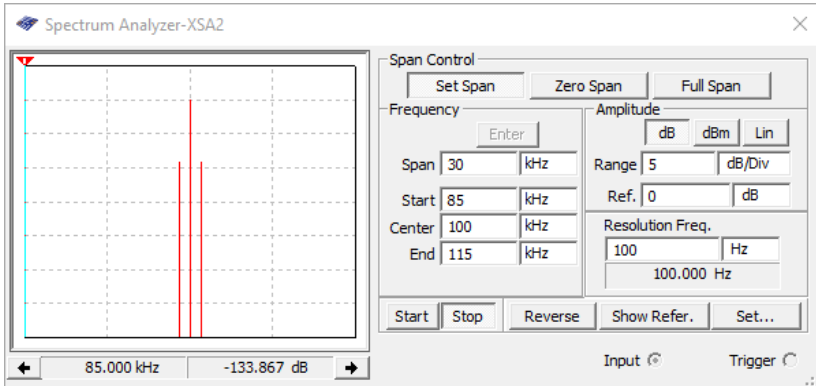 Spectrum Analyzer-XSA2
Span Control
Set Span Zero Span Full Span
Frequency
Enter
Span 30 kHz
Start 85 kHz
Center 100 kHz
End 115 kHz
Amplitude
dB dBm Lin
Range 5 dB/Div
Ref. 0 dB
Resolution Freq.
100 Hz
100.000 Hz
Start Stop Reverse Show Refer. Set...
85.000 kHz -133.867 dB
Input Trigger